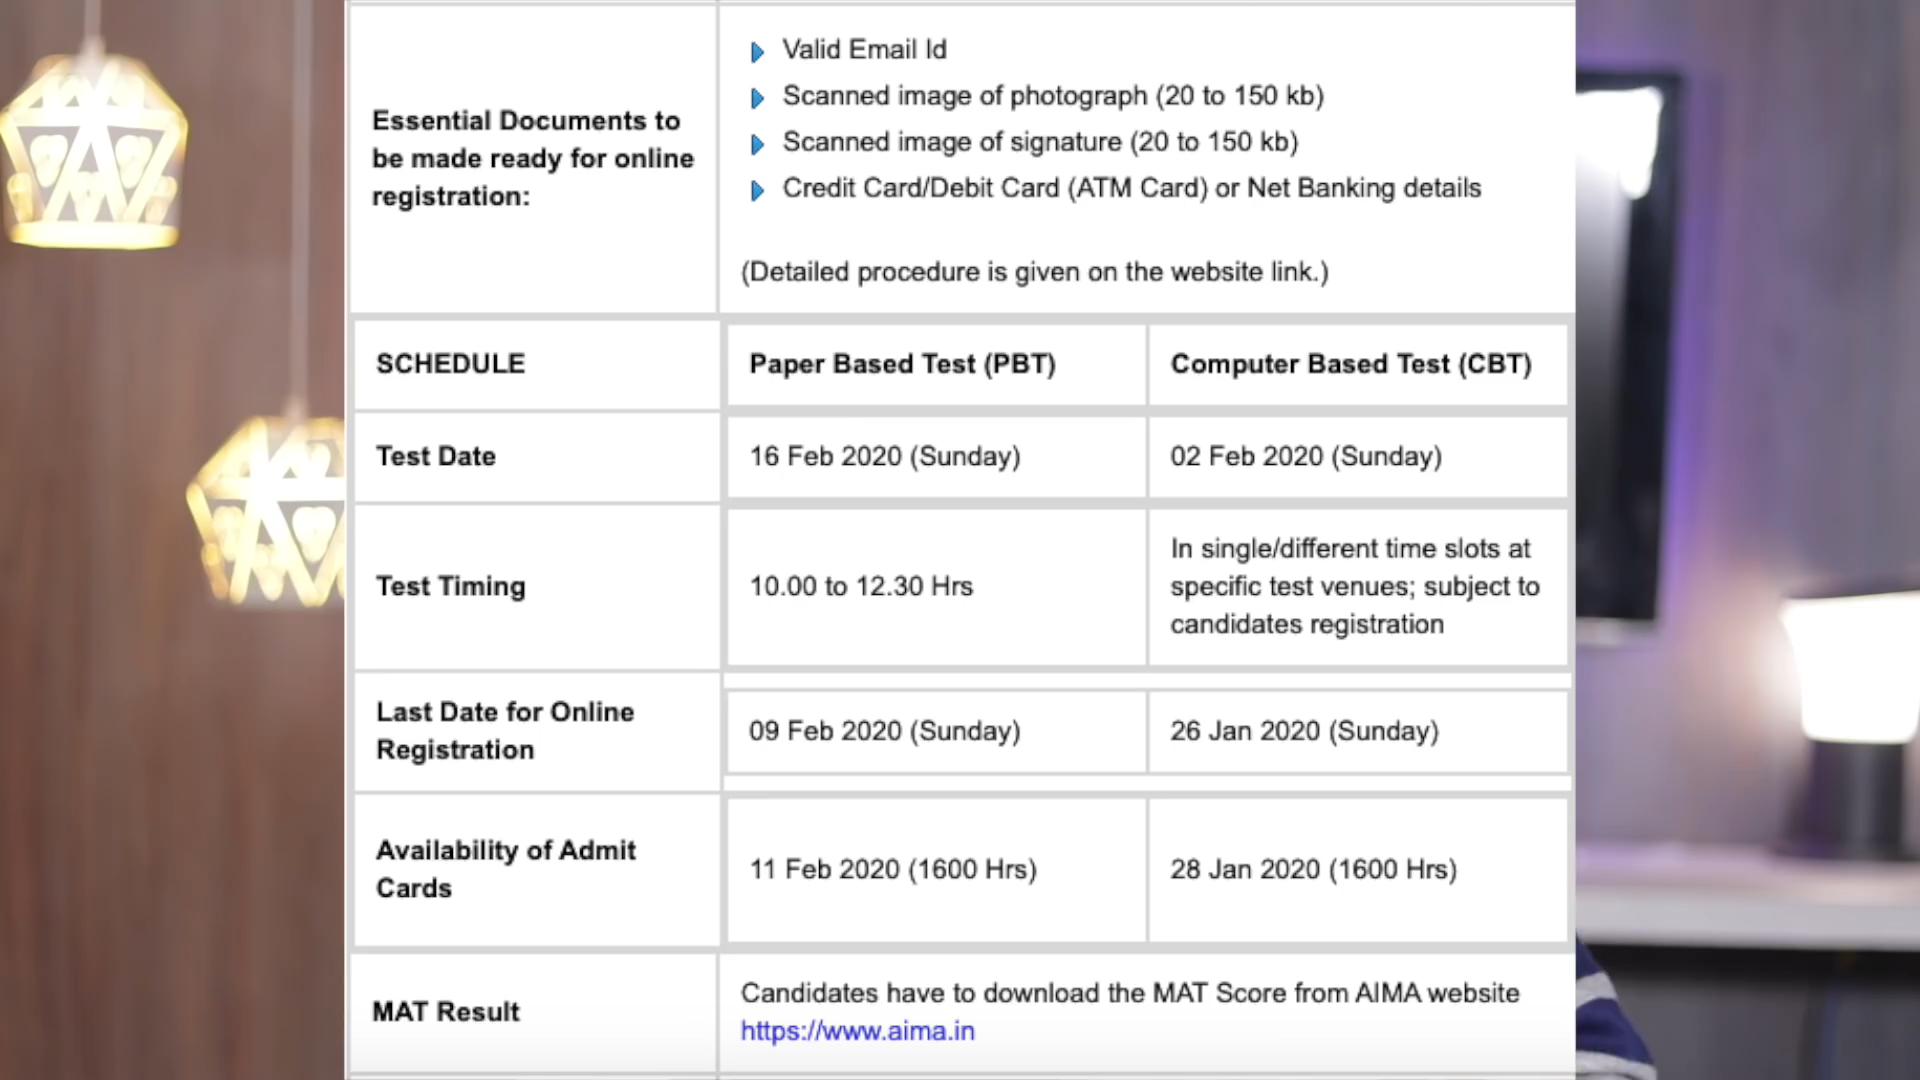 Essential Documents to
be made ready for online
registration:
Valid Email Id
Scanned image of photograph (20 to 150 kb)
Scanned image of signature (20 to 150 kb)
Credit Card/Debit Card (ATM Card) or Net Banking details
(Detailed procedure is given on the website link.)
SCHEDULE
Paper Based Test (PBT)
Computer Based Test (CBT)
Test Date
16 Feb 2020 (Sunday)
02 Feb 2020 (Sunday)
Test Timing
10.00 to 12.30 Hrs
In single/different time slots at
specific test venues; subject to
candidates registration
Last Date for Online
Registration
09 Feb 2020 (Sunday)
26 Jan 2020 (Sunday)
Availability of Admit
Cards
11 Feb 2020 (1600 Hrs)
28 Jan 2020 (1600 Hrs)
MAT Result
Candidates have to download the MAT Score from AIMA website
https://www.aima.in